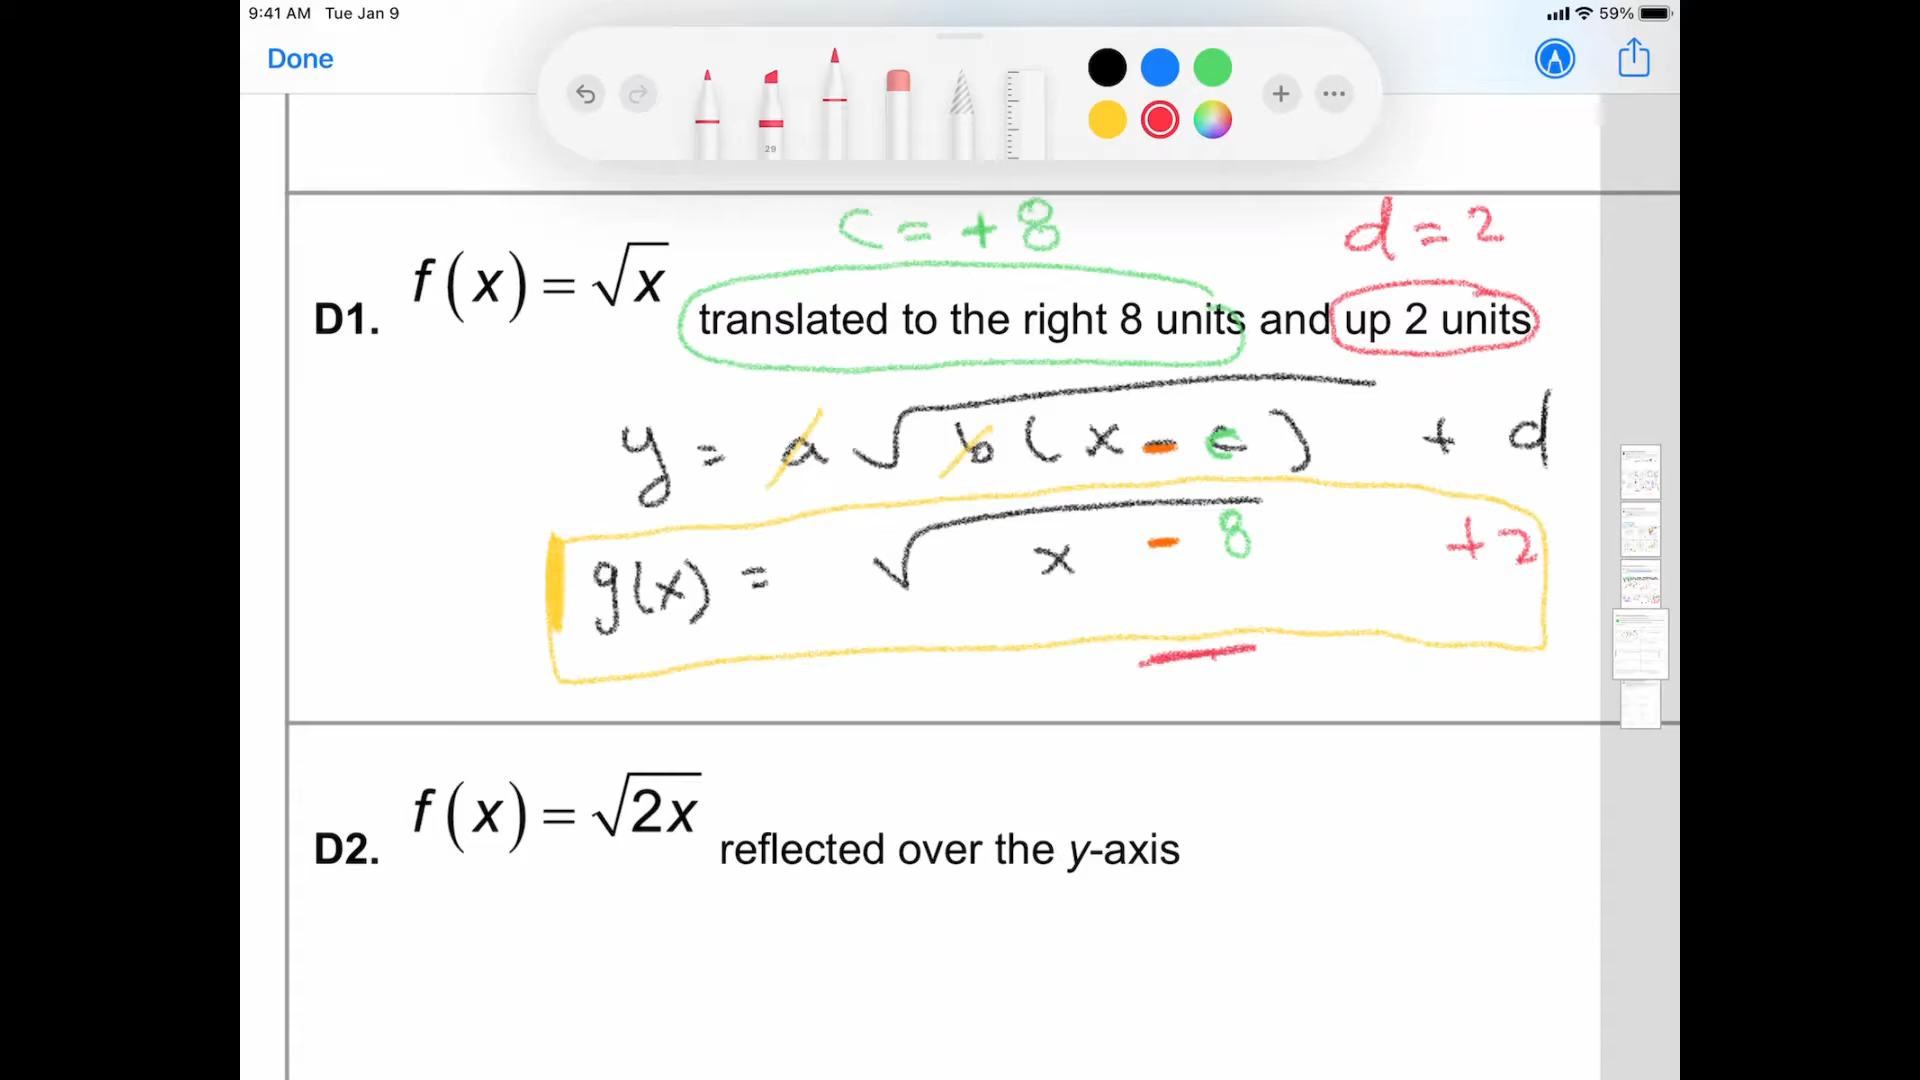 9:41 AM Tue Jan 9
59%
Done
29
c = + 8
d = 2
D1. f(x) = √x translated to the right 8 units and up 2 units
y = a √b(x - c) + d
g(x) = √x - 8 + 2
D2. f(x) = √2x reflected over the y-axis